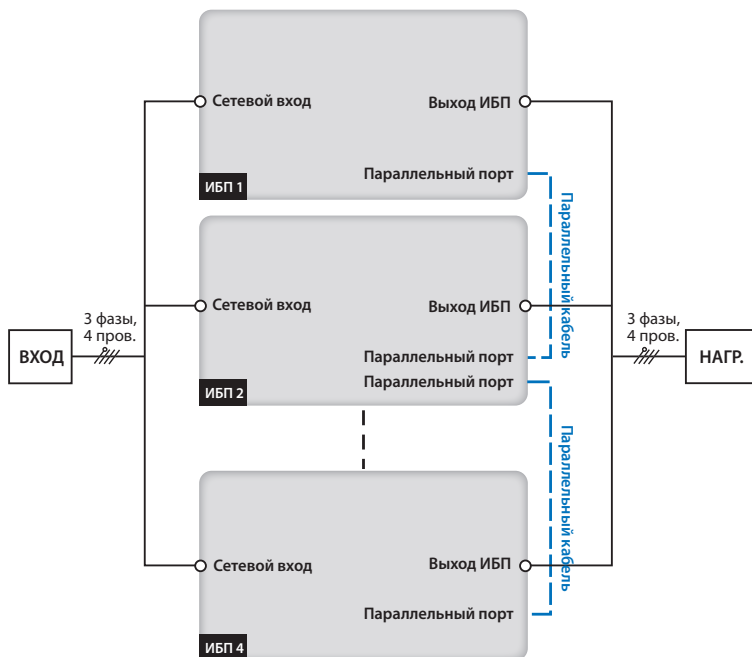 Сетевой вход
Выход ИБП
Параллельный порт
ИБП 1
Параллельный кабель
Сетевой вход
Выход ИБП
3 фазы,
4 пров.
ВХОД
3 фазы,
4 пров.
НАГР.
Параллельный порт
Параллельный порт
ИБП 2
Параллельный кабель
Сетевой вход
Выход ИБП
Параллельный порт
ИБП 4